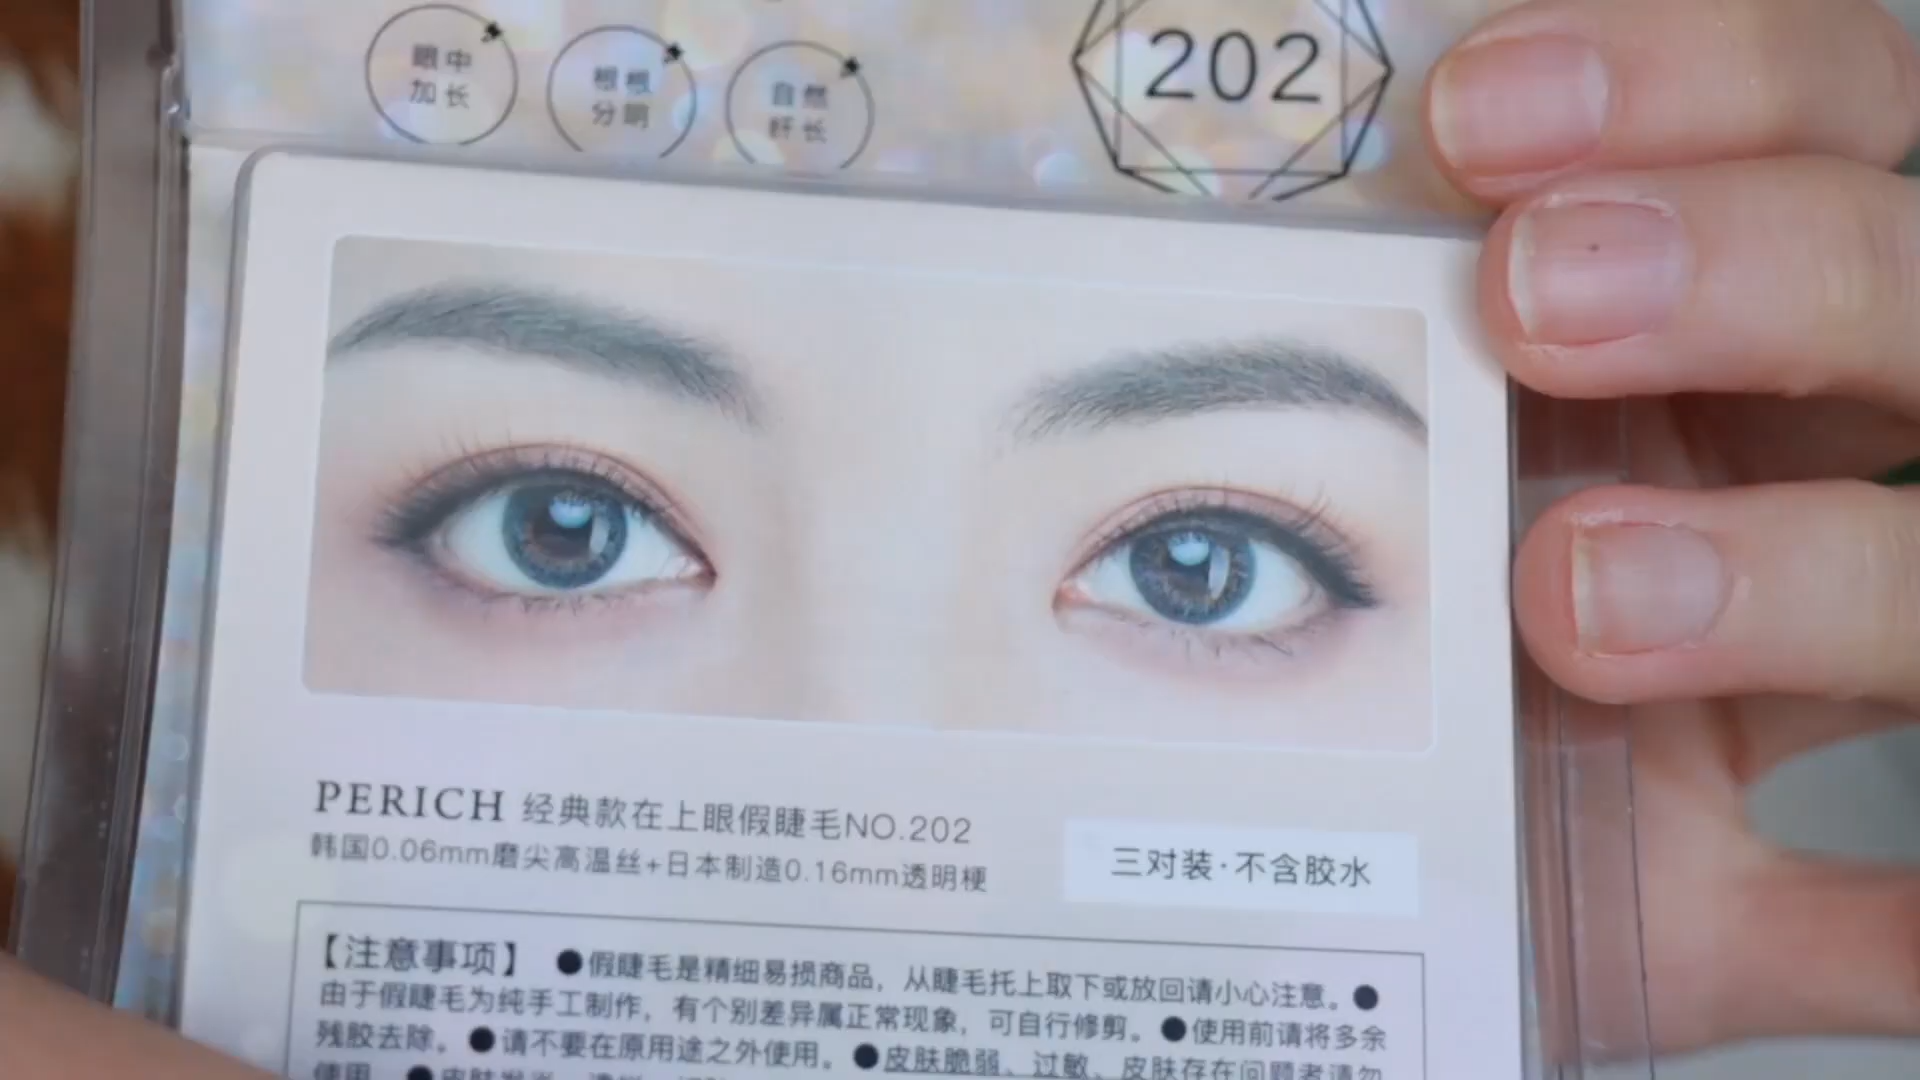 眼中
加长
根根
分明
自然
纤长
202
PERICH 经典款在上眼假睫毛NO.202
韩国0.06mm磨尖高温丝+日本制造0.16mm透明梗
三对装·不含胶水
【注意事项】 ●假睫毛是精细易损商品，从睫毛托上取下或放回请小心注意。●
由于假睫毛为纯手工制作，有个别差异属正常现象，可自行修剪。●使用前请将多余
残胶去除。●请不要在原用途之外使用。●皮肤脆弱、过敏、皮肤存在问题者请勿
使用。●皮肤发炎